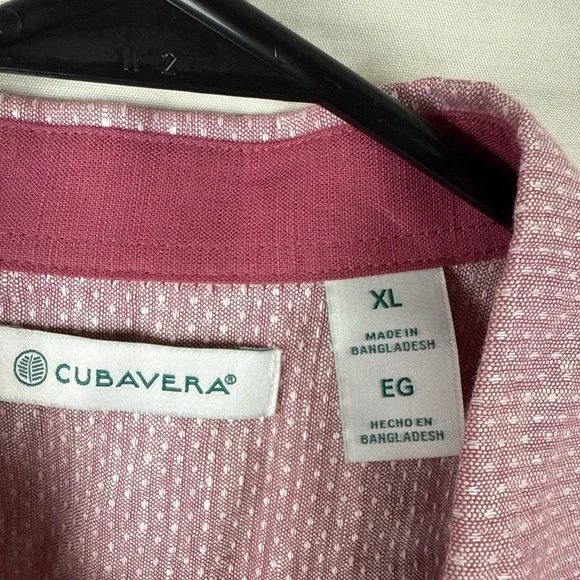 H 2
XL
MADE IN
BANGLADESH
EG
HECHO EN
BANGLADESH
CUBAVERA®